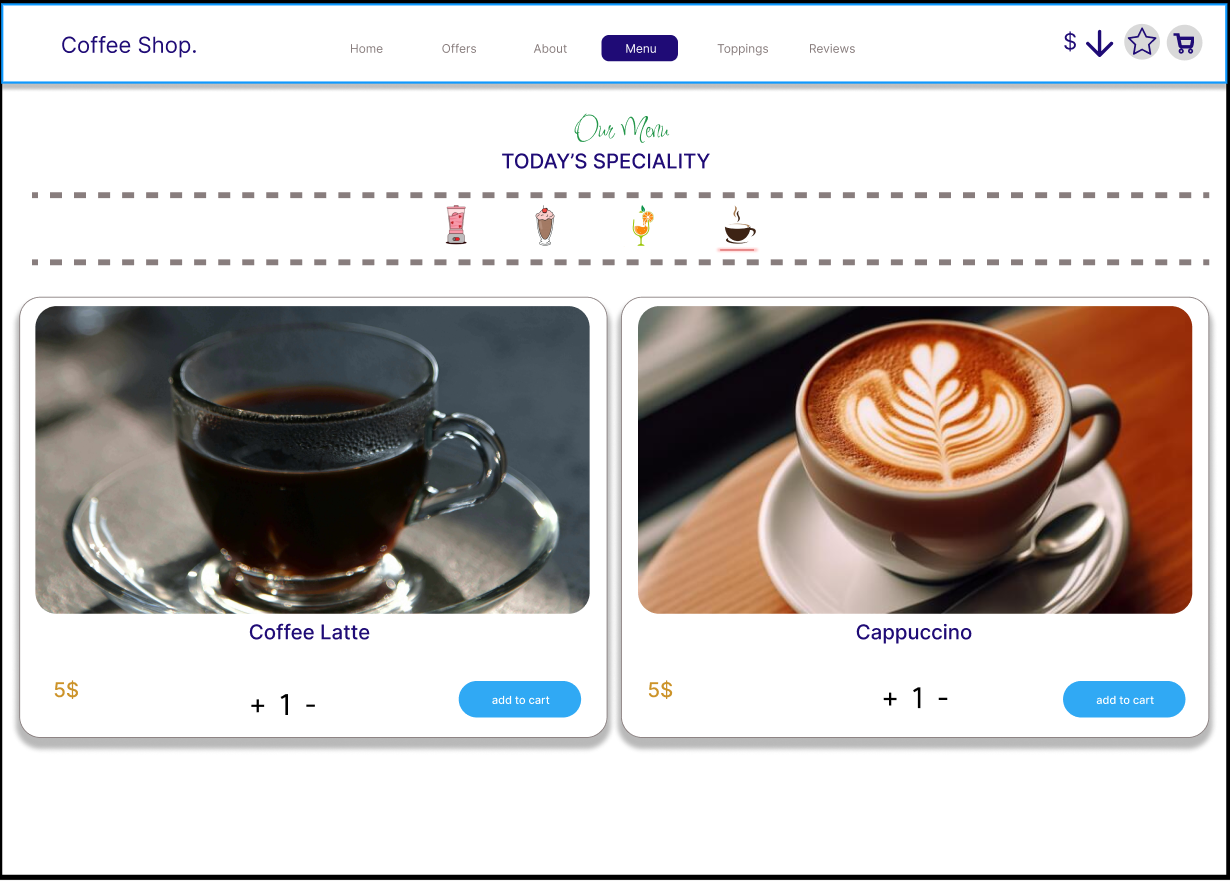 Coffee Shop.
Home Offers About Menu Toppings Reviews $
Our Menu
TODAY’S SPECIALITY
Coffee Latte
5$ + 1 - add to cart
Cappuccino
5$ + 1 - add to cart